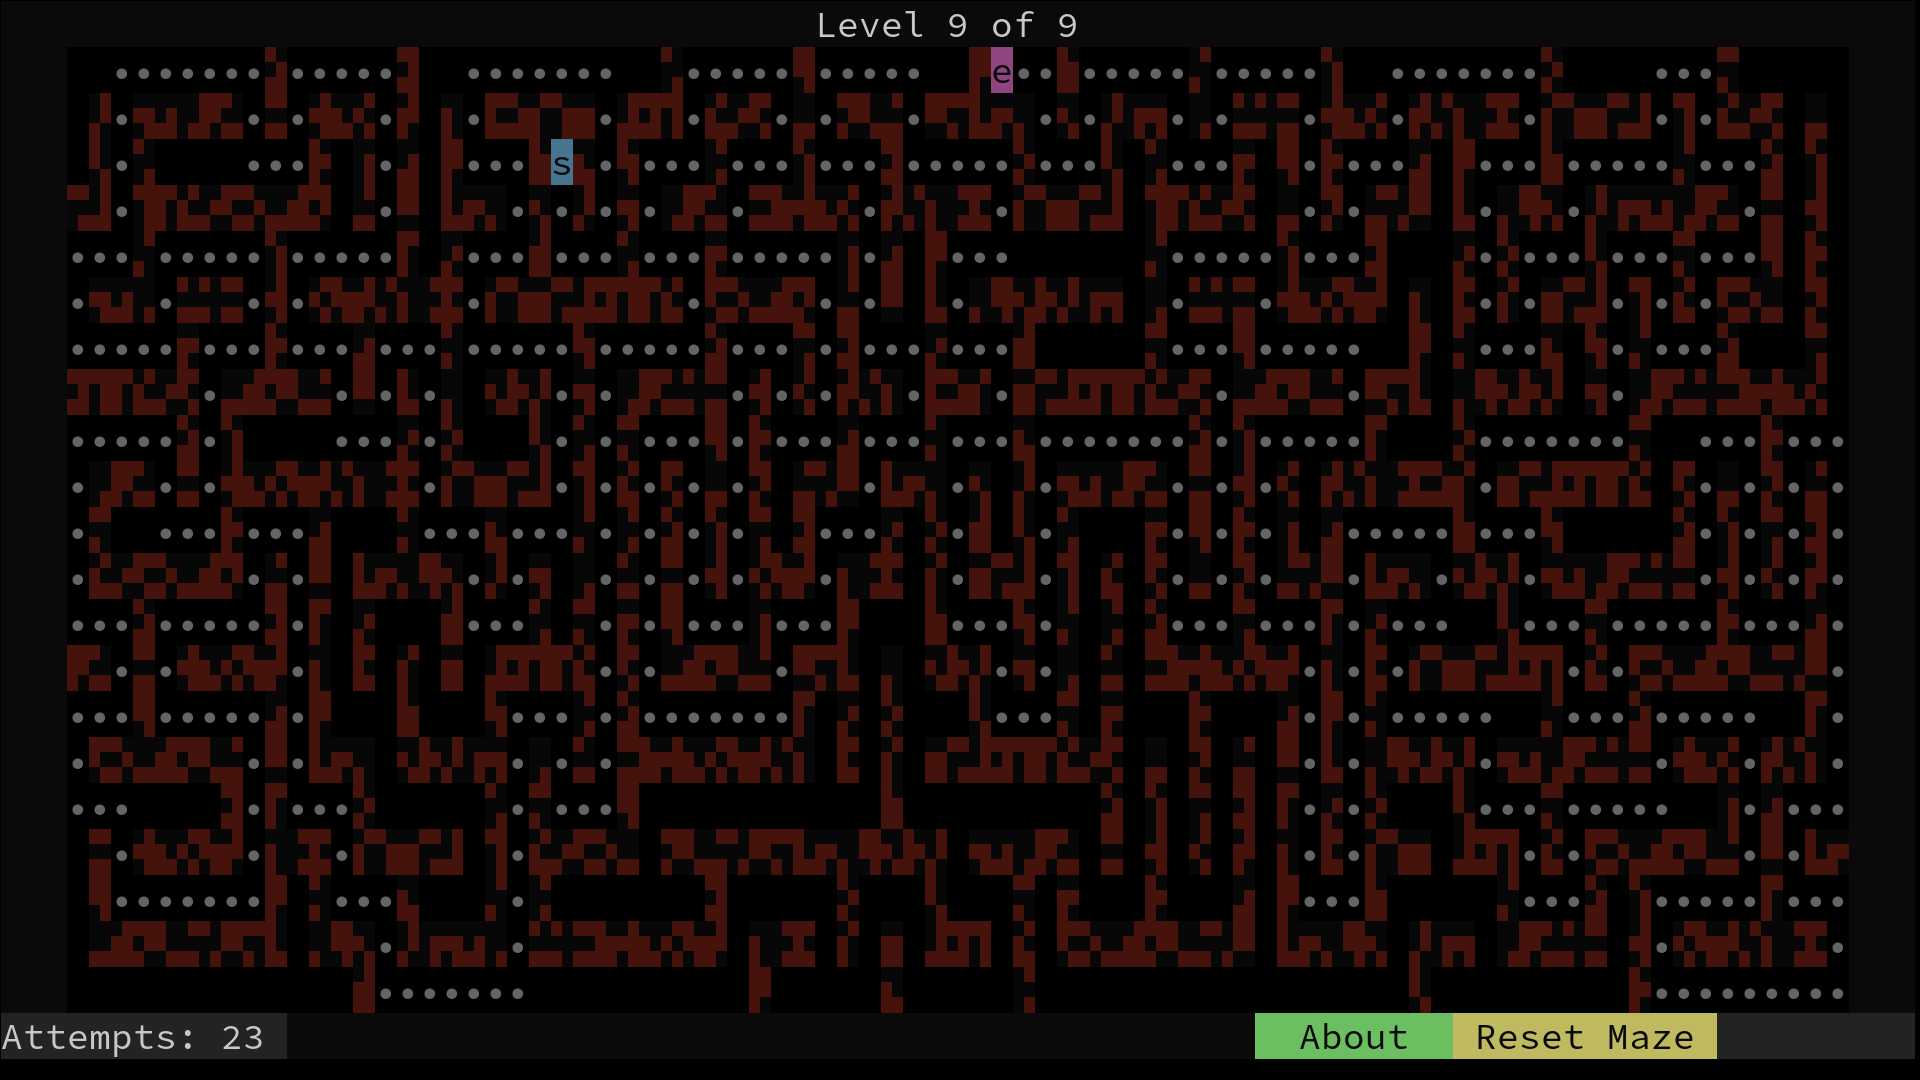 Level 9 of 9
e
s
Attempts: 23
About
Reset Maze